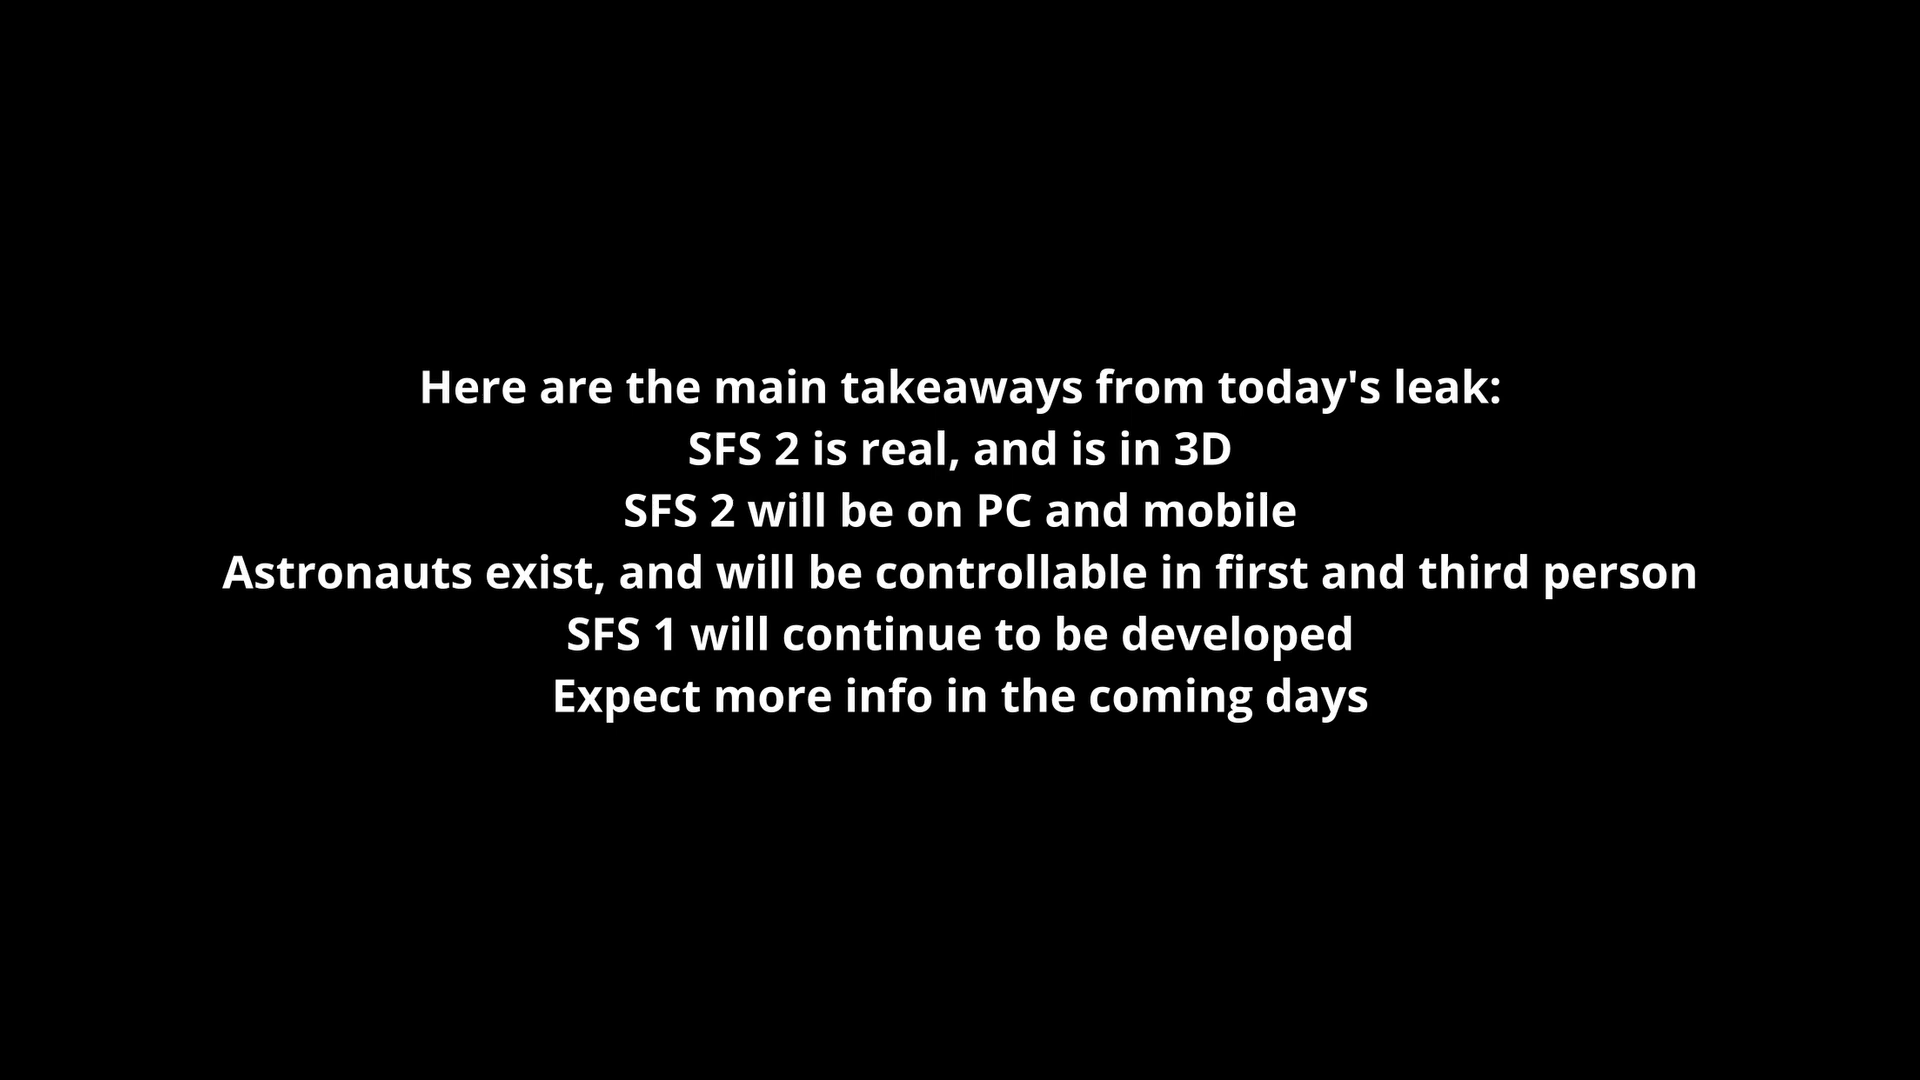 Here are the main takeaways from today's leak:
SFS 2 is real, and is in 3D
SFS 2 will be on PC and mobile
Astronauts exist, and will be controllable in first and third person
SFS 1 will continue to be developed
Expect more info in the coming days